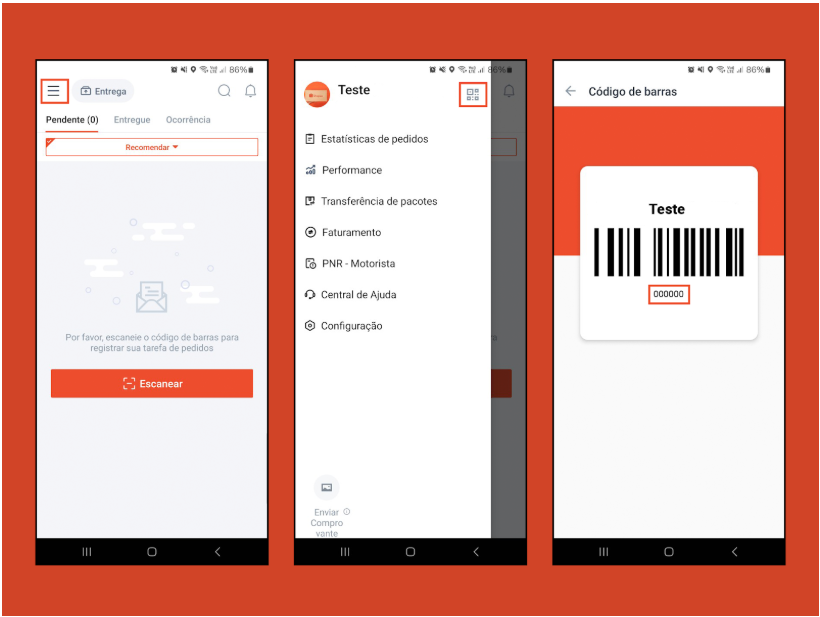 86%
Entrega
Pendente (0) Entregue Ocorrência
Recomendar
Por favor, escaneie o código de barras para
registrar sua tarefa de pedidos
Escanear
86%
Teste
Estatísticas de pedidos
Performance
Transferência de pacotes
Faturamento
PNR - Motorista
Central de Ajuda
Configuração
Enviar
Compro
vante
86%
Código de barras
Teste
000000